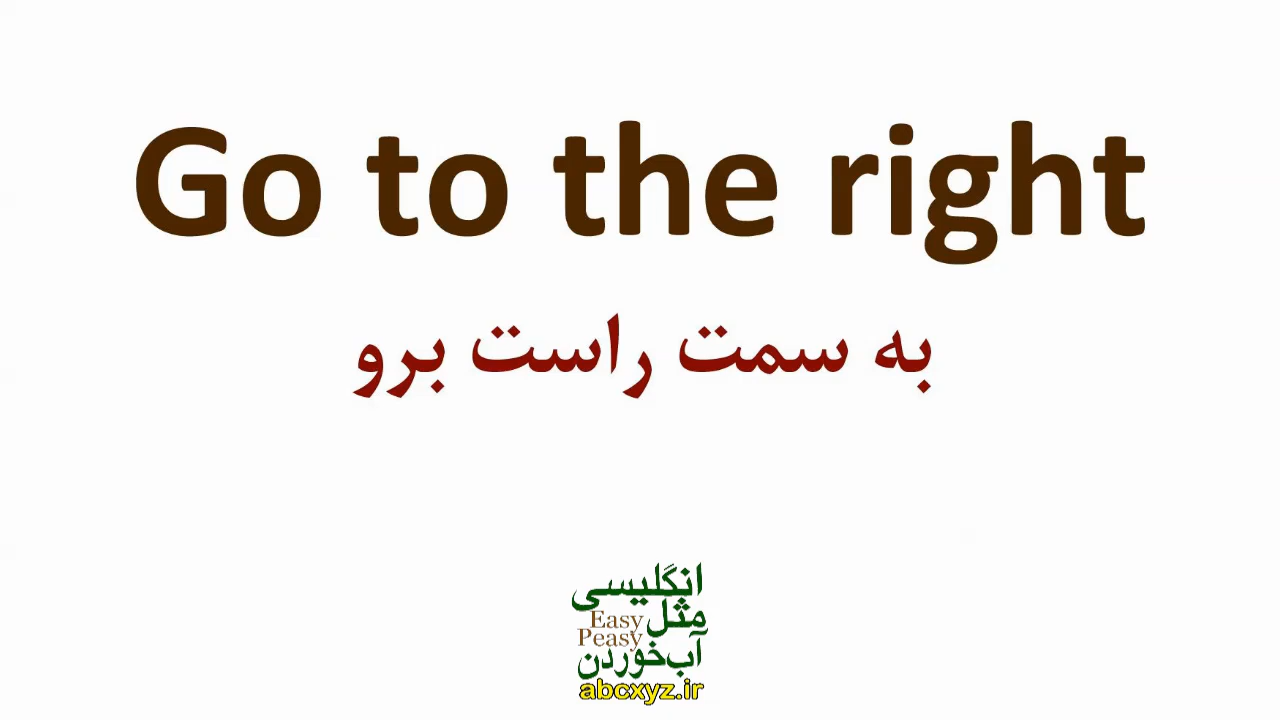 Go to the right
به سمت راست برو
انگلیسی
مثل
Easy
Peasy
آب‌خوردن
abcxyz.ir